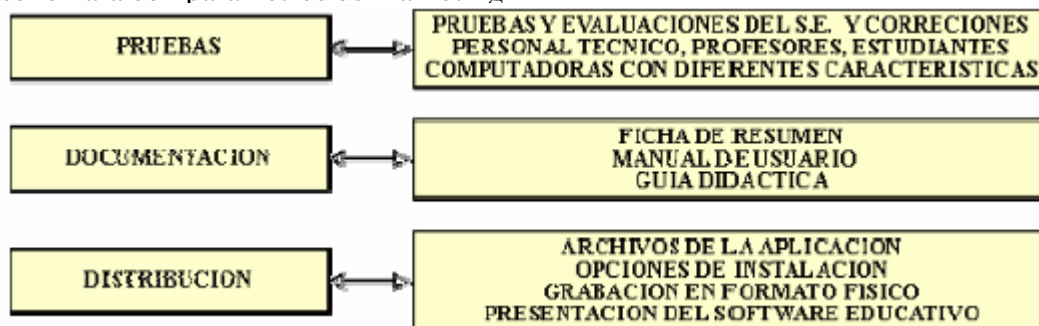 PRUEBAS
PRUEBAS Y EVALUACIONES DEL S.E. Y CORRECIONES
PERSONAL TECNICO, PROFESORES, ESTUDIANTES
COMPUTADORAS CON DIFERENTES CARACTERISTICAS
DOCUMENTACION
FICHA DE RESUMEN
MANUAL DE USUARIO
GUIA DIDACTICA
DISTRIBUCION
ARCHIVOS DE LA APLICACION
OPCIONES DE INSTALACION
GRABACION EN FORMATO FISICO
PRESENTACION DEL SOFTWARE EDUCATIVO